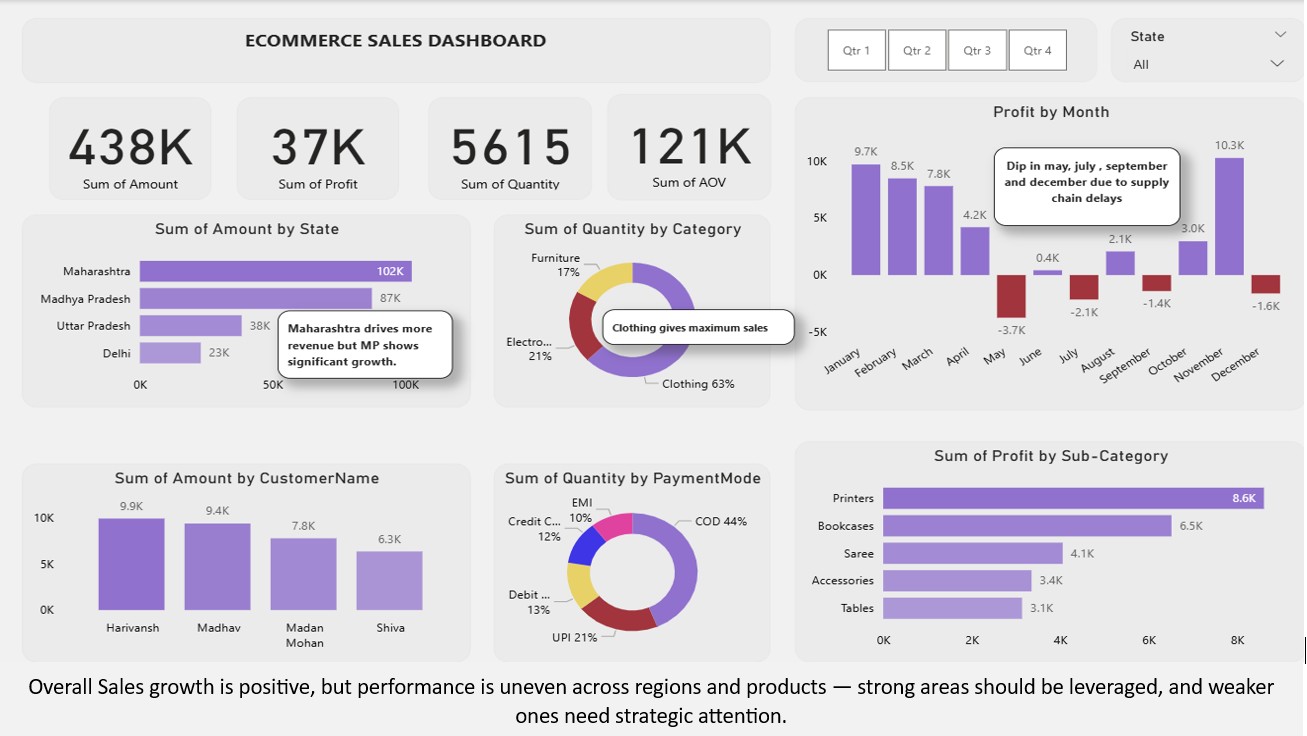 ECOMMERCE SALES DASHBOARD
Qtr 1
Qtr 2
Qtr 3
Qtr 4
State
All
438K
Sum of Amount
37K
Sum of Profit
5615
Sum of Quantity
121K
Sum of AOV
Sum of Amount by State
Maharashtra
102K
Madhya Pradesh
87K
Uttar Pradesh
38K
Delhi
23K
0K
50K
100K
Maharashtra drives more
revenue but MP shows
significant growth.
Sum of Quantity by Category
Furniture
17%
Electro...
21%
Clothing 63%
Clothing gives maximum sales
Profit by Month
10K
5K
0K
-5K
9.7K
8.5K
7.8K
4.2K
-3.7K
0.4K
-2.1K
2.1K
-1.4K
3.0K
10.3K
-1.6K
January
February
March
April
May
June
July
August
September
October
November
December
Dip in may, july , september
and december due to supply
chain delays
Sum of Amount by CustomerName
10K
5K
0K
9.9K
9.4K
7.8K
6.3K
Harivansh
Madhav
Madan
Mohan
Shiva
Sum of Quantity by PaymentMode
EMI
10%
Credit C...
12%
Debit ...
13%
UPI 21%
COD 44%
Sum of Profit by Sub-Category
Printers
8.6K
Bookcases
6.5K
Saree
4.1K
Accessories
3.4K
Tables
3.1K
0K
2K
4K
6K
8K
Overall Sales growth is positive, but performance is uneven across regions and products — strong areas should be leveraged, and weaker
ones need strategic attention.